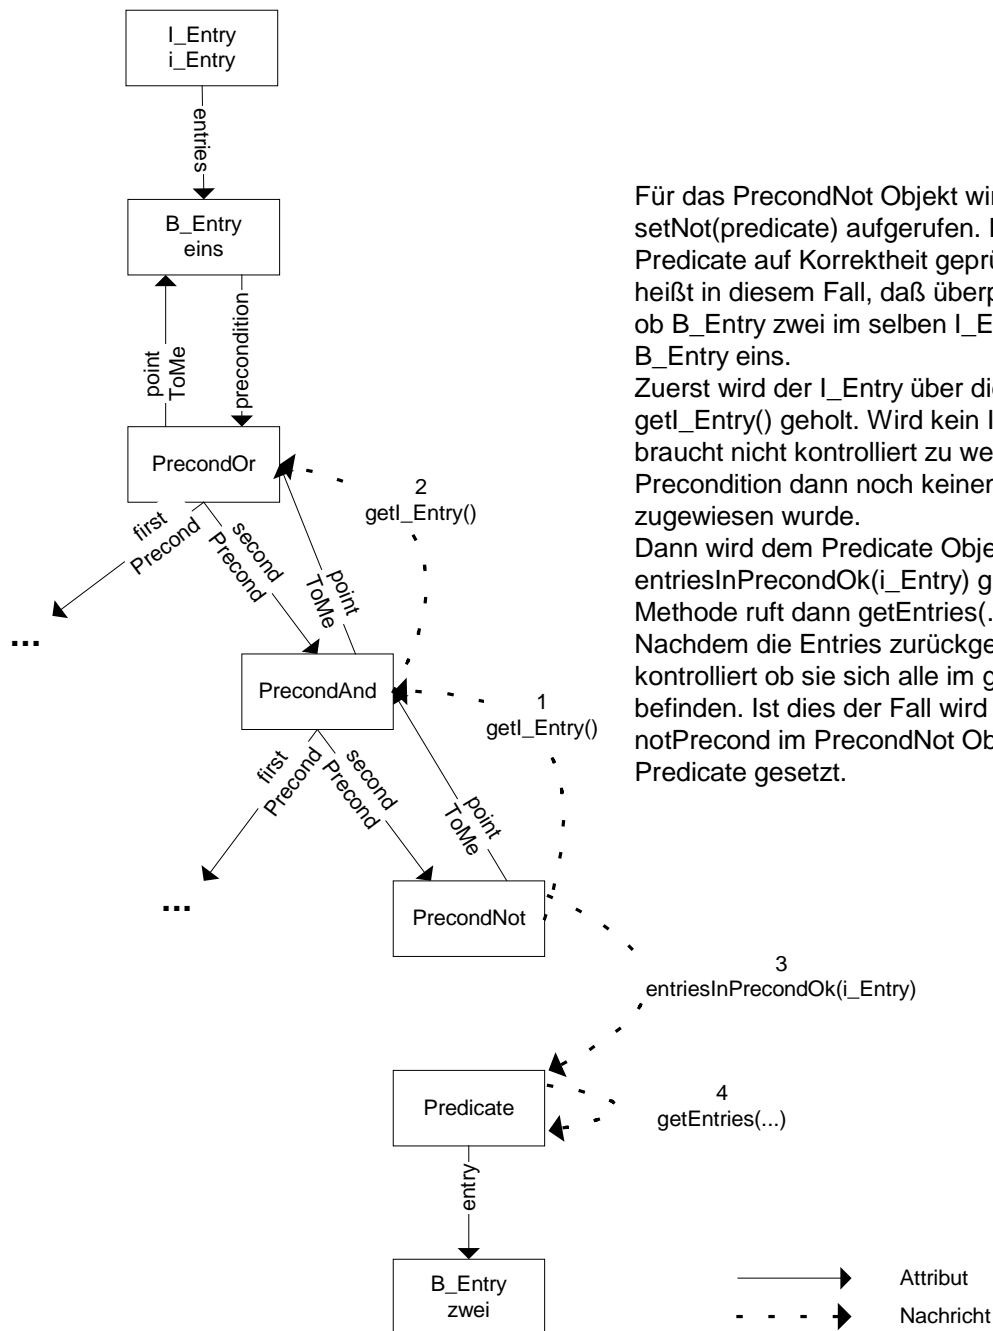 I_Entry
i_Entry
entries
B_Entry
eins
point
ToMe
precondition
PrecondOr
first
Precond
second
Precond
point
ToMe
2
getI_Entry()
...
PrecondAnd
1
getI_Entry()
first
Precond
second
Precond
point
ToMe
...
PrecondNot
3
entriesInPrecondOk(i_Entry)
Predicate
4
getEntries(...)
entry
B_Entry
zwei
Für das PrecondNot Objekt wir
setNot(predicate) aufgerufen.
Predicate auf Korrektheit geprü
heißt in diesem Fall, daß überp
ob B_Entry zwei im selben I_E
B_Entry eins.
Zuerst wird der I_Entry über die
getI_Entry() geholt. Wird kein I
braucht nicht kontrolliert zu we
Precondition dann noch keiner
zugewiesen wurde.
Dann wird dem Predicate Obje
entriesInPrecondOk(i_Entry) g
Methode ruft dann getEntries(.
Nachdem die Entries zurückge
kontrolliert ob sie sich alle im g
befinden. Ist dies der Fall wird
notPrecond im PrecondNot Ob
Predicate gesetzt.
Attribut
Nachricht